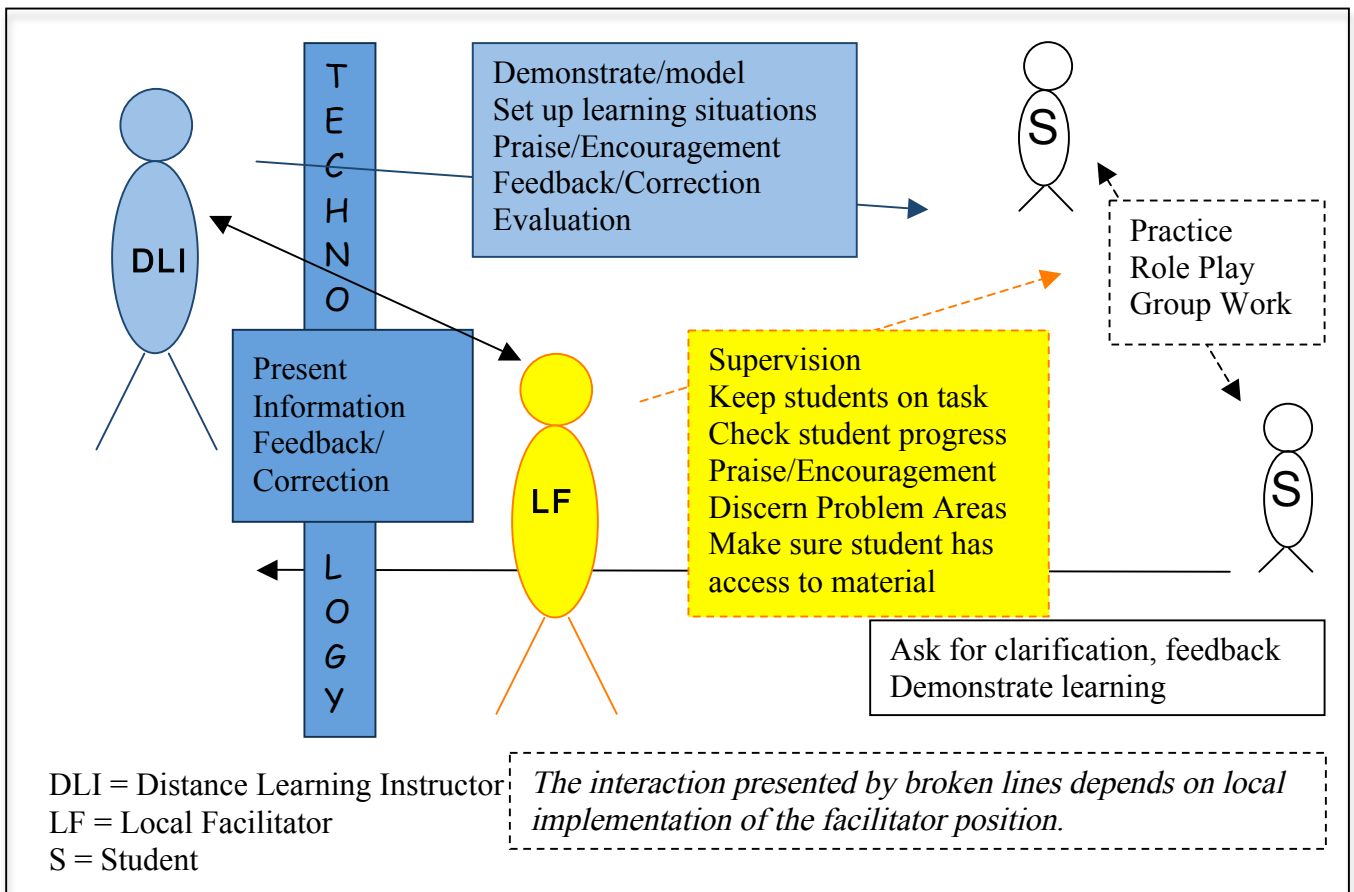 TECHNOLOGY
Demonstrate/model
Set up learning situations
Praise/Encouragement
Feedback/Correction
Evaluation
S
DLI
Practice
Role Play
Group Work
Present
Information
Feedback/
Correction
LF
Supervision
Keep students on task
Check student progress
Praise/Encouragement
Discern Problem Areas
Make sure student has
access to material
S
Ask for clarification, feedback
Demonstrate learning
DLI = Distance Learning Instructor
LF = Local Facilitator
S = Student
The interaction presented by broken lines depends on local
implementation of the facilitator position.